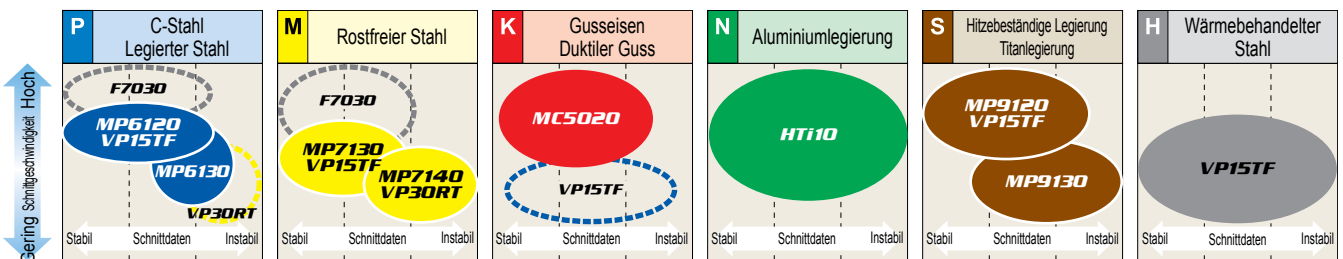 Gering Schnittgeschwindigkeit Hoch
P
C-Stahl
Legierter Stahl
F7030
MP6120
VP15TF
MP6130
VP30RT
Stabil Schnittdaten Instabil
M
Rostfreier Stahl
F7030
MP7130
VP15TF
MP7140
VP30RT
Stabil Schnittdaten Instabil
K
Gusseisen
Duktiler Guss
MC5020
VP15TF
Stabil Schnittdaten Instabil
N
Aluminiumlegierung
HTi10
Stabil Schnittdaten Instabil
S
Hitzebeständige Legierung
Titanlegierung
MP9120
VP15TF
MP9130
Stabil Schnittdaten Instabil
H
Wärmebehandelter
Stahl
VP15TF
Stabil Schnittdaten Instabil